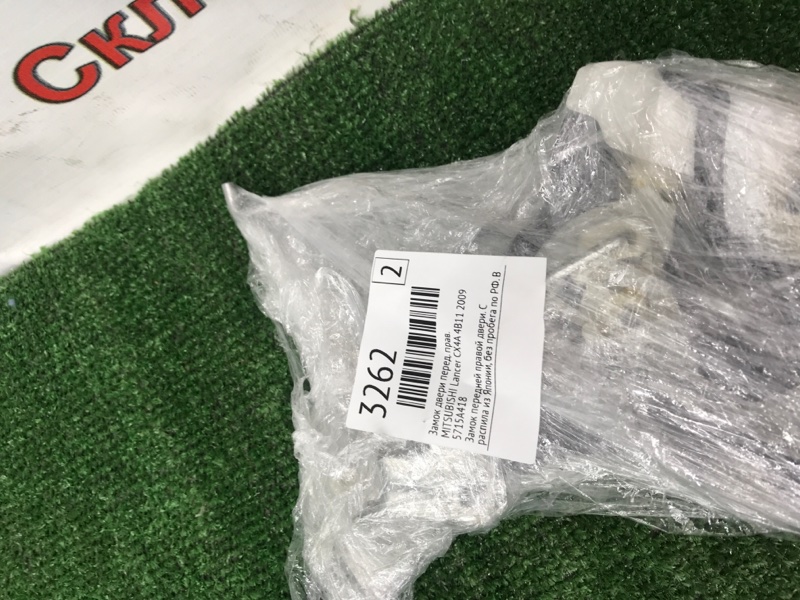 Скл
3262
2
Замок двери перед. прав.
MITSUBISHI Lancer CX4A 4B11 2009
5715A418
Замок передней правой двери. С
распила из Японии, без пробега по РФ. В